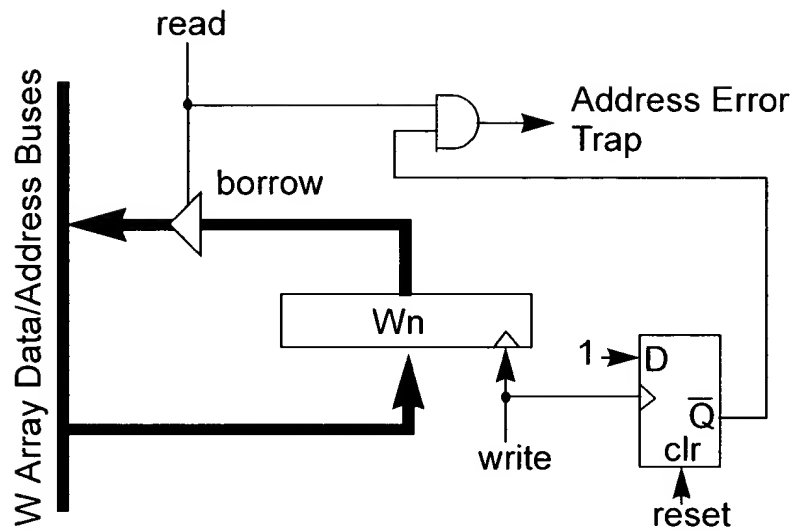 read
W Array Data/Address Buses
Address Error
Trap
borrow
Wn
1
D
Q̅
clr
write
reset